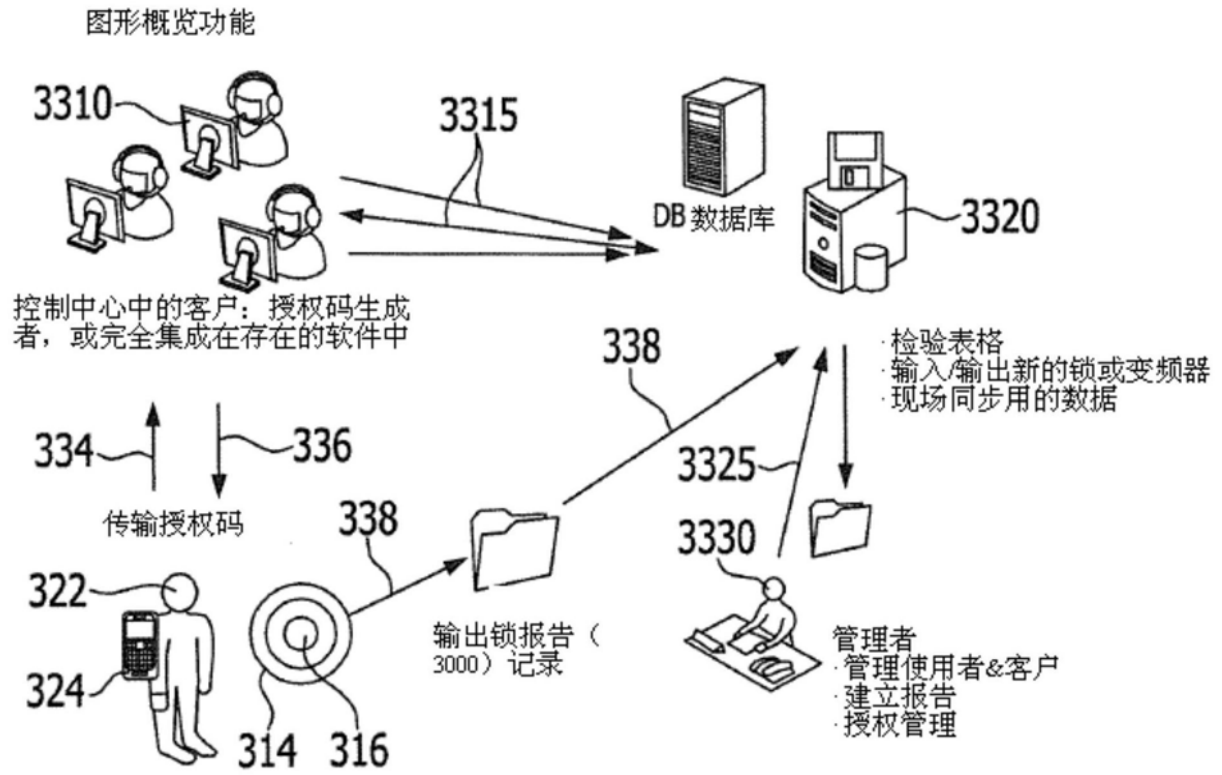 图形概览功能
3310
3315
DB 数据库
3320
控制中心中的客户：授权码生成
者，或完全集成在存在的软件中
·检验表格
·输入/输出新的锁或变频器
·现场同步用的数据
338
334
336
3325
传输授权码
338
3330
322
324
314
316
输出锁报告（
3000）记录
管理者
·管理使用者&客户
·建立报告
·授权管理